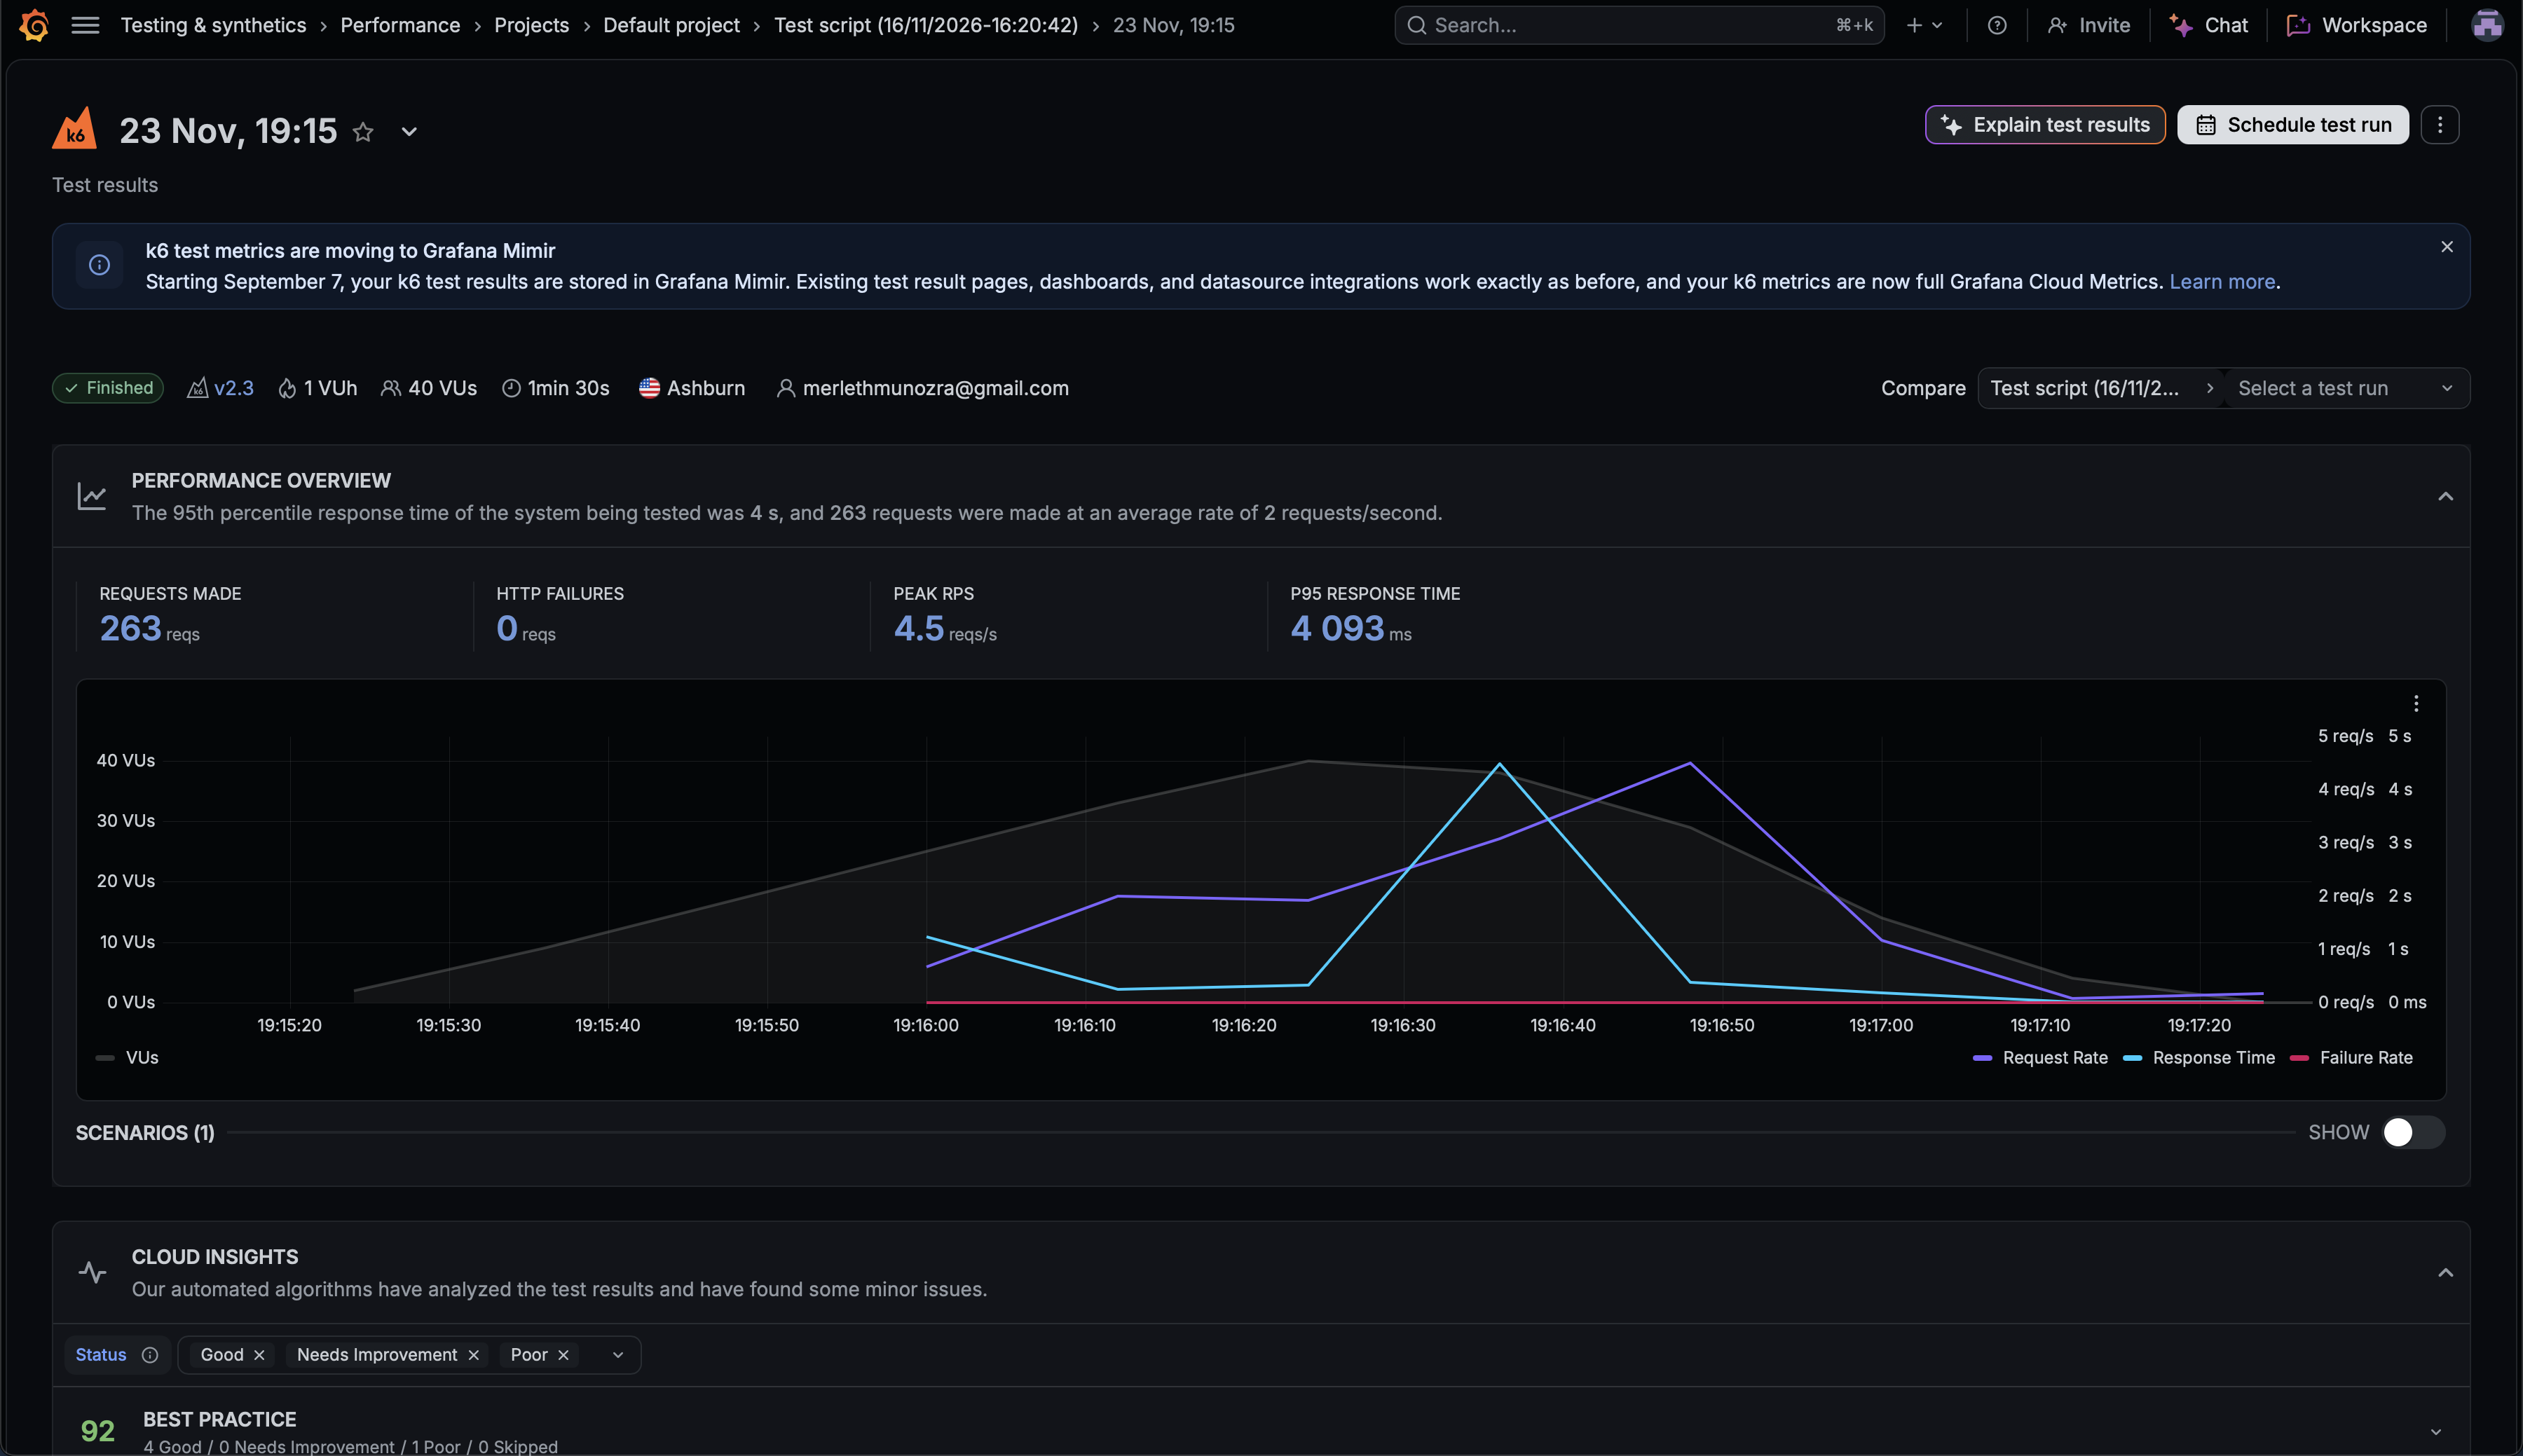 Testing & synthetics › Performance › Projects › Default project › Test script (16/11/2026-16:20:42) › 23 Nov, 19:15
Search... ⌘+k
Invite
Chat
Workspace
k6
23 Nov, 19:15
Explain test results
Schedule test run
Test results
k6 test metrics are moving to Grafana Mimir
Starting September 7, your k6 test results are stored in Grafana Mimir. Existing test result pages, dashboards, and datasource integrations work exactly as before, and your k6 metrics are now full Grafana Cloud Metrics. Learn more.
Finished k6 v2.3 1 VUh 40 VUs 1min 30s Ashburn merlethmunozra@gmail.com
Compare Test script (16/11/2... › Select a test run
PERFORMANCE OVERVIEW
The 95th percentile response time of the system being tested was 4 s, and 263 requests were made at an average rate of 2 requests/second.
REQUESTS MADE
263 reqs
HTTP FAILURES
0 reqs
PEAK RPS
4.5 reqs/s
P95 RESPONSE TIME
4 093 ms
40 VUs
30 VUs
20 VUs
10 VUs
0 VUs
5 req/s 5 s
4 req/s 4 s
3 req/s 3 s
2 req/s 2 s
1 req/s 1 s
0 req/s 0 ms
19:15:20 19:15:30 19:15:40 19:15:50 19:16:00 19:16:10 19:16:20 19:16:30 19:16:40 19:16:50 19:17:00 19:17:10 19:17:20
VUs
Request Rate Response Time Failure Rate
SCENARIOS (1)
SHOW
CLOUD INSIGHTS
Our automated algorithms have analyzed the test results and have found some minor issues.
Status Good Needs Improvement Poor
92
BEST PRACTICE
4 Good / 0 Needs Improvement / 1 Poor / 0 Skipped